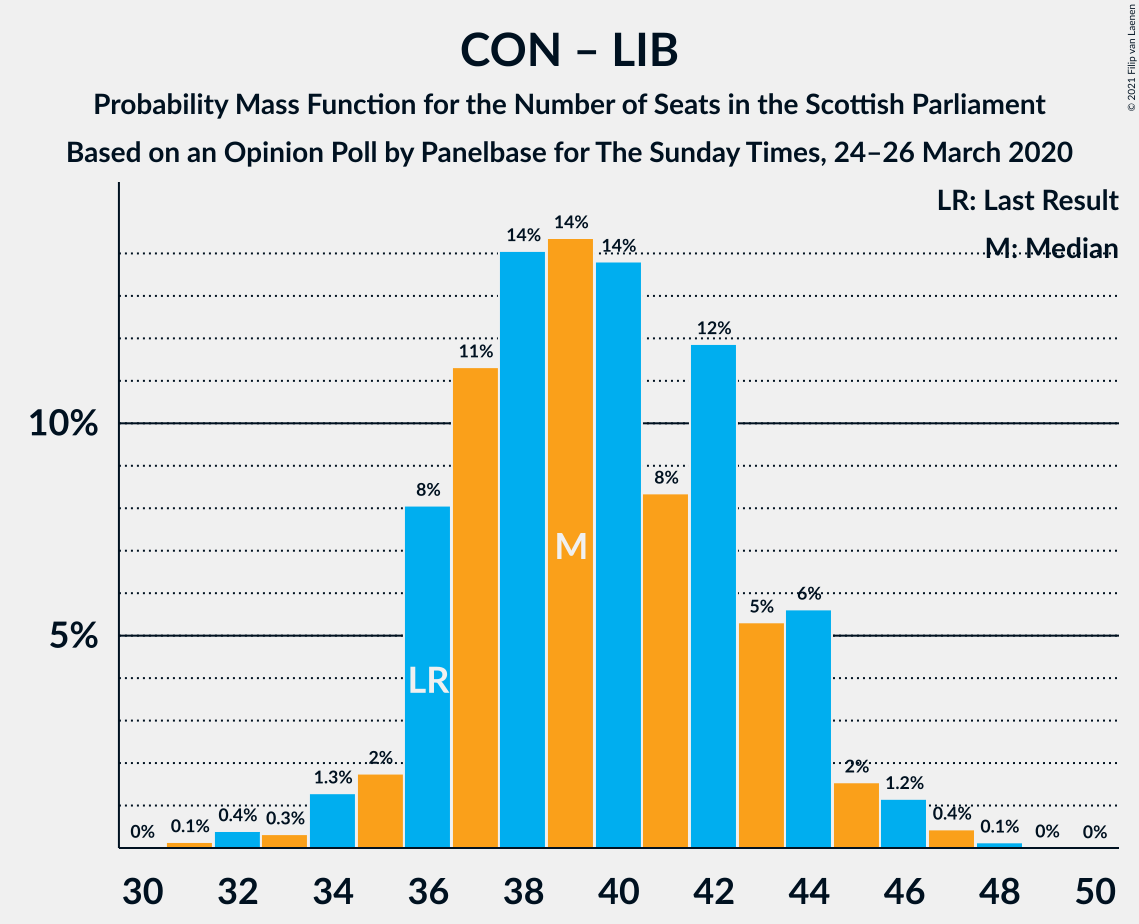 CON – LIB
Probability Mass Function for the Number of Seats in the Scottish Parliament
Based on an Opinion Poll by Panelbase for The Sunday Times, 24–26 March 2020
© 2021 Filip van Laenen
LR: Last Result
M: Median
10%
5%
0%
0.1%
0.4%
0.3%
1.3%
2%
8%
11%
14%
14%
14%
8%
12%
5%
6%
2%
1.2%
0.4%
0.1%
0%
0%
LR
M
30 32 34 36 38 40 42 44 46 48 50